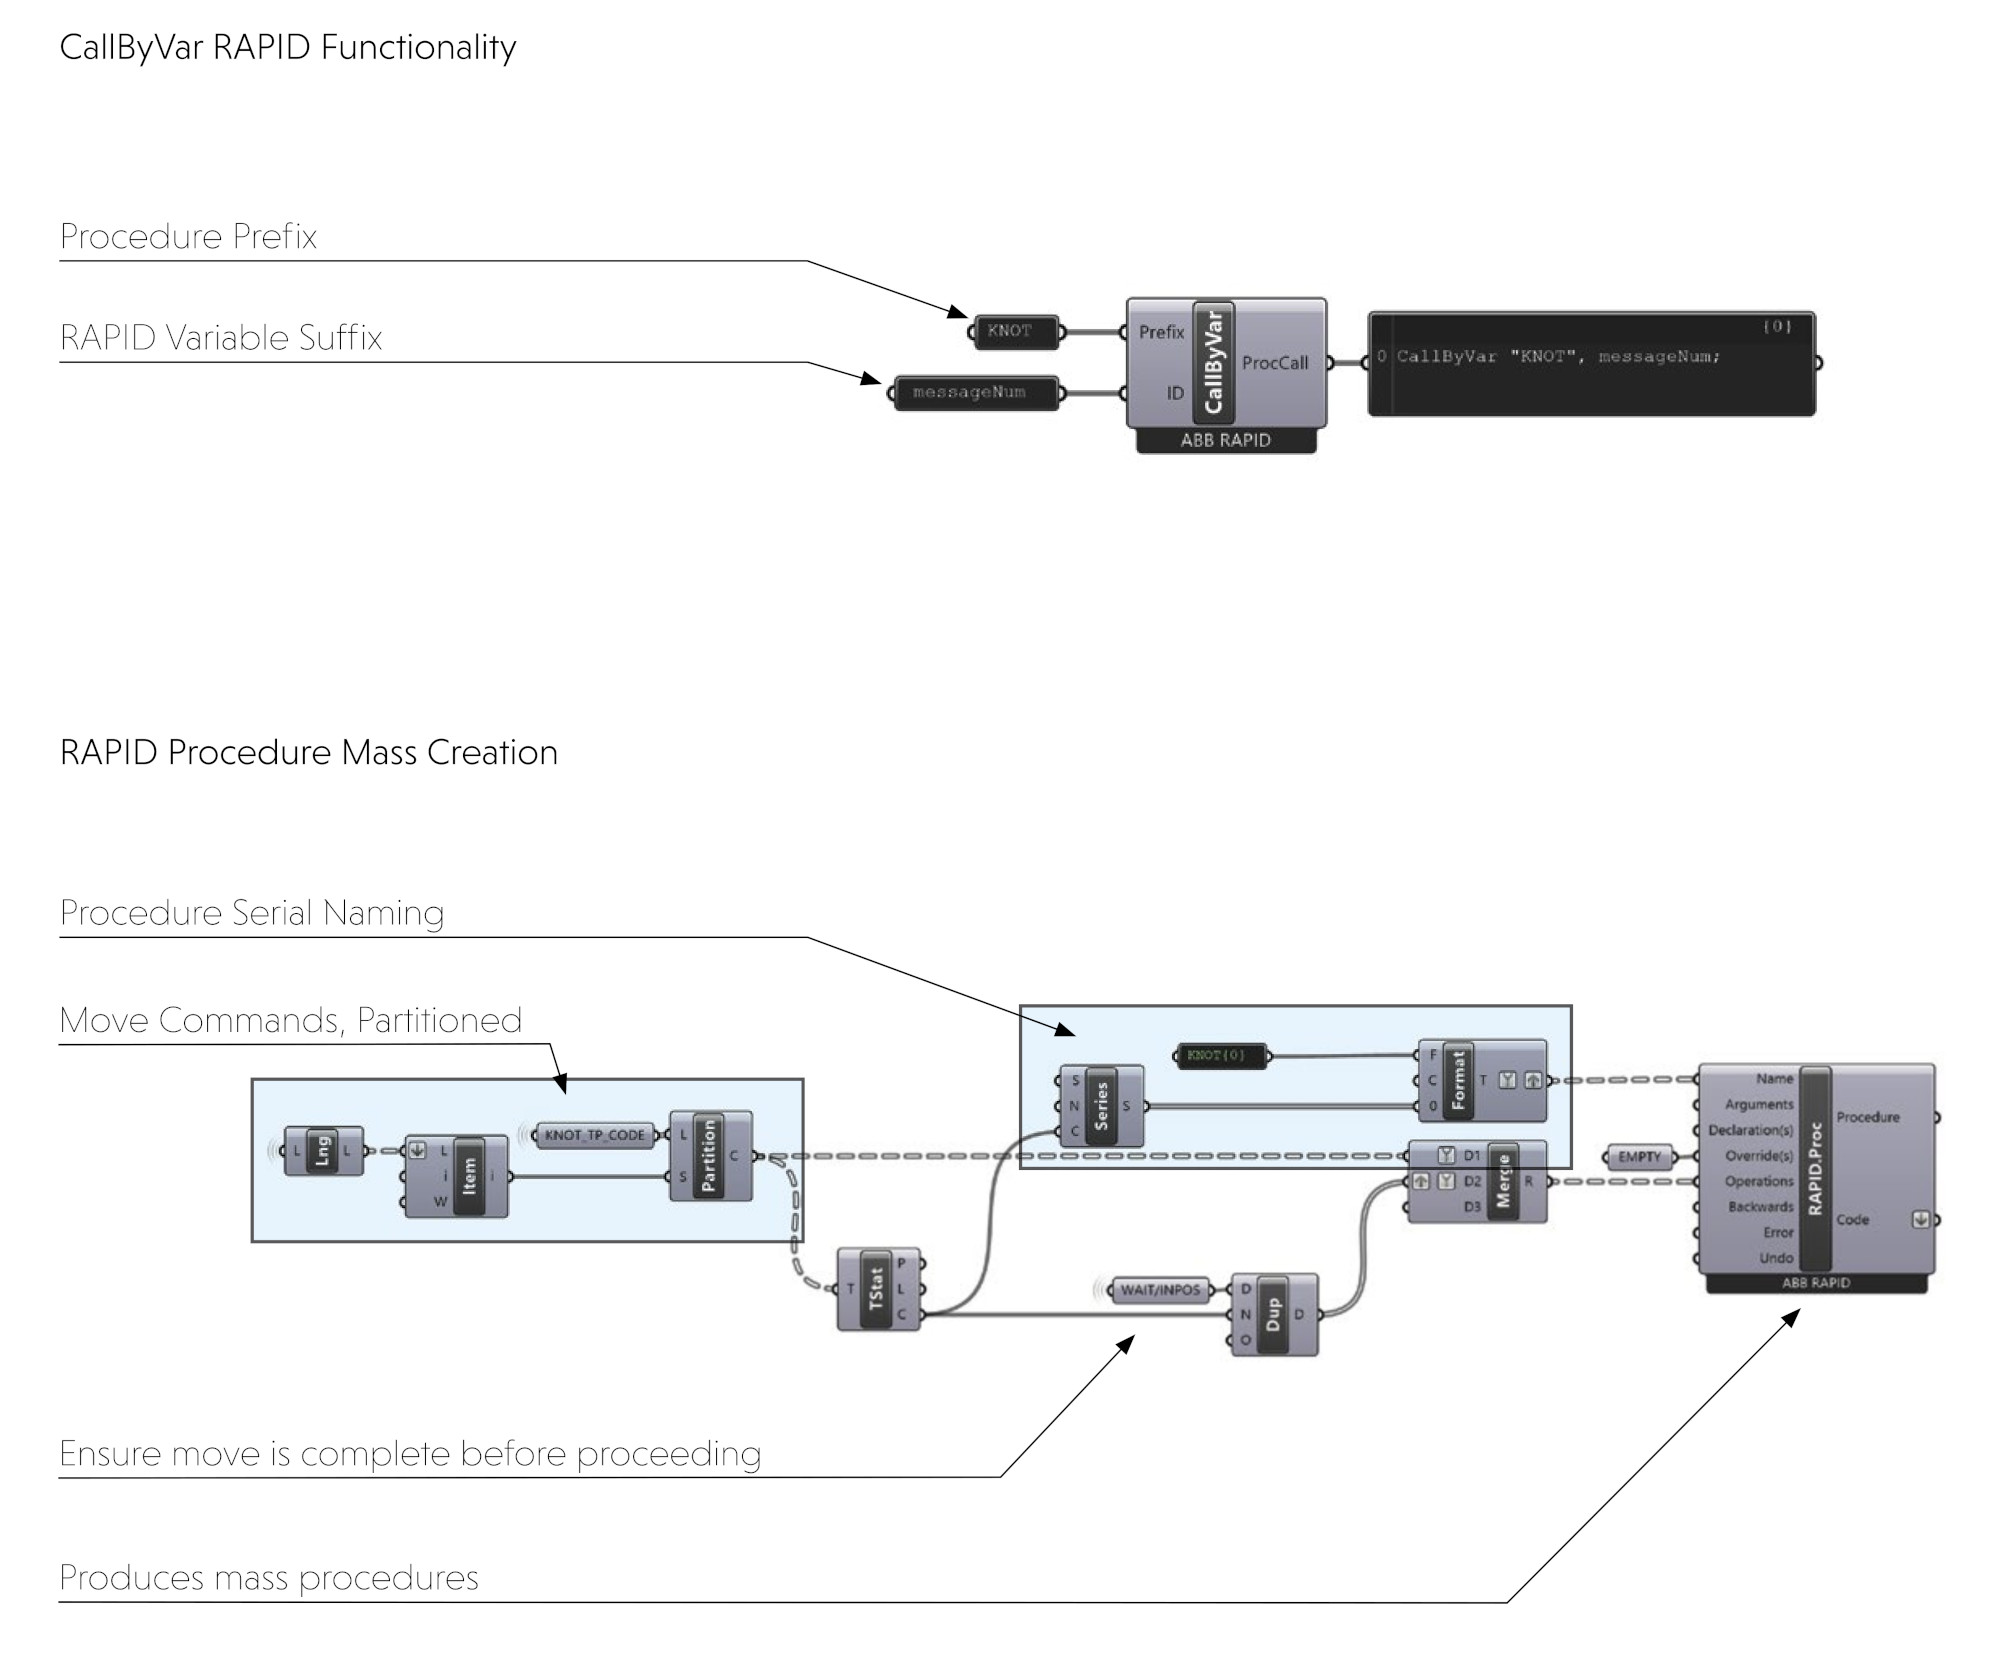 CallByVar RAPID Functionality
Procedure Prefix
RAPID Variable Suffix
KNOT
messageNum
Prefix
ID
CallByVar
ProcCall
ABB RAPID
{0}
0 CallByVar "KNOT", messageNum;
RAPID Procedure Mass Creation
Procedure Serial Naming
Move Commands, Partitioned
L
Lng
L
L
i
W
Item
i
KNOT_TP_CODE
L
S
Partition
C
T
TStat
P
L
C
S
N
C
Series
S
KNOT{0}
F
C
0
Format
T
WAIT/INPOS
D
N
O
Dup
D
D1
D2
D3
Merge
R
EMPTY
Name
Arguments
Declaration(s)
Override(s)
Operations
Backwards
Error
Undo
RAPID.Proc
Procedure
Code
ABB RAPID
Ensure move is complete before proceeding
Produces mass procedures